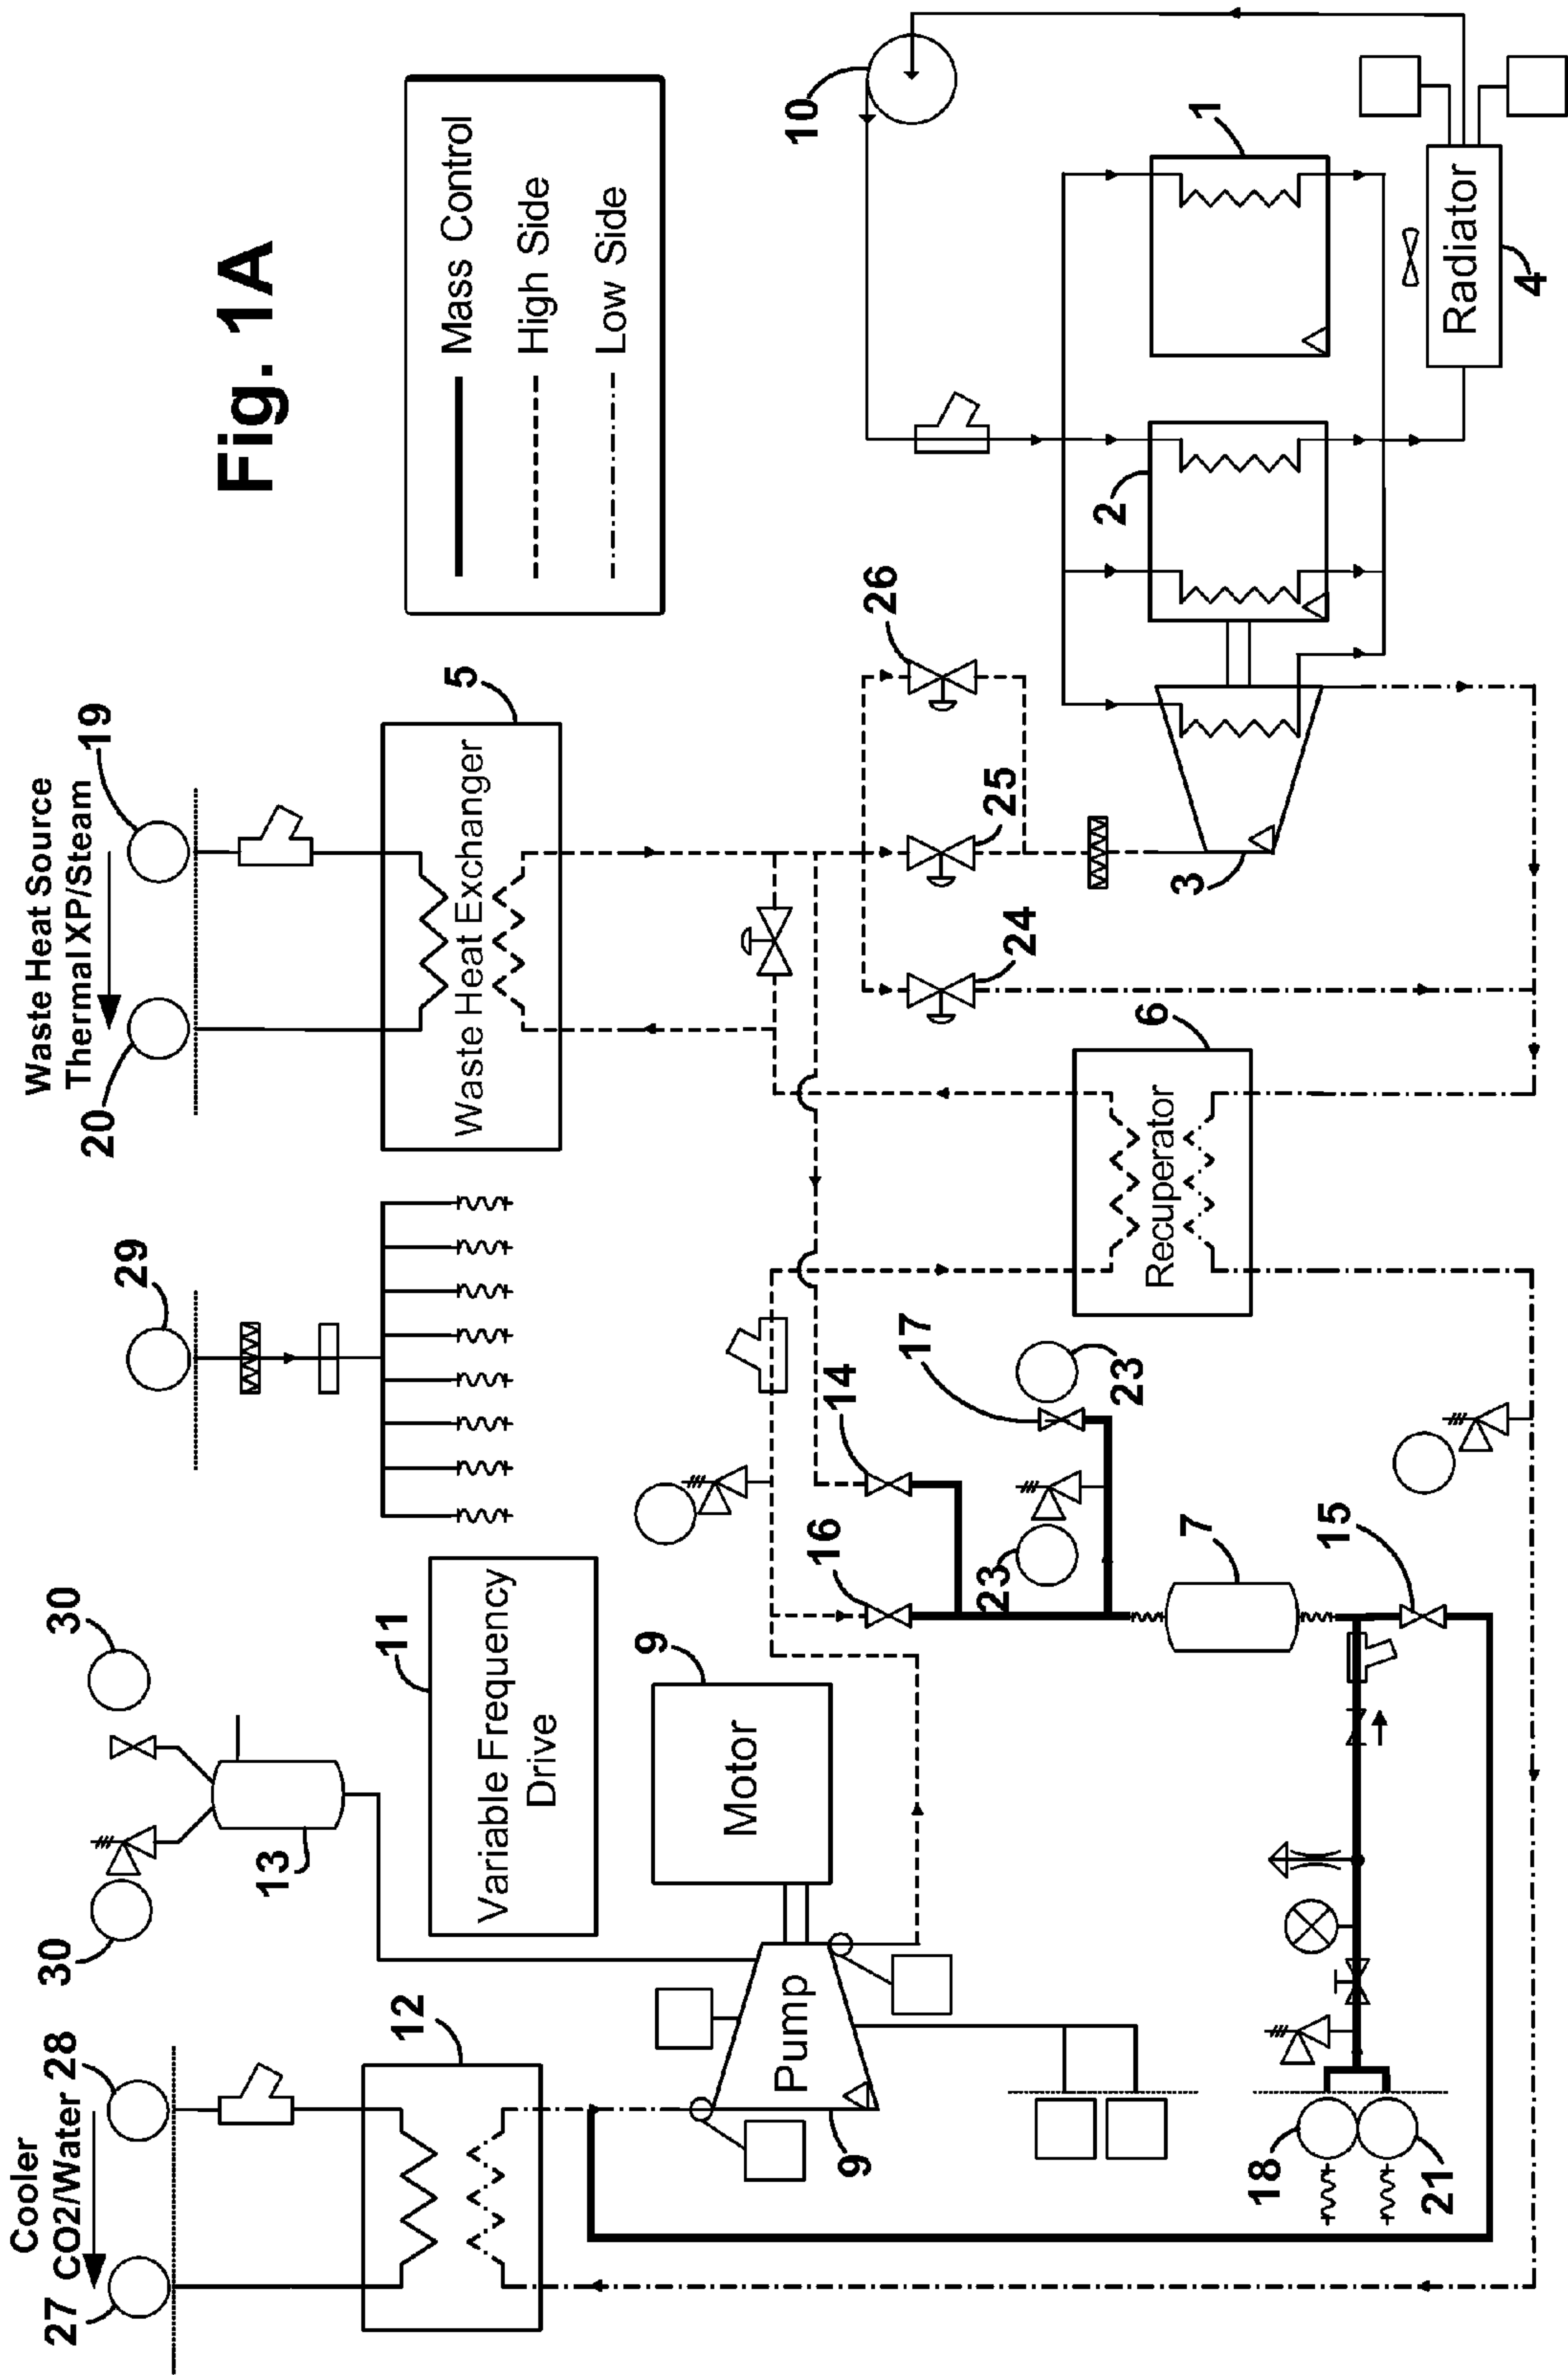 Fig. 1A
Mass Control
High Side
Low Side
Cooler
CO2/Water
27
28
12
30
30
13
11
Variable Frequency
Drive
29
Waste Heat Source
Thermal XP/Steam
20
19
5
Waste Heat Exchanger
9
Motor
Pump
9
16
14
17
23
23
7
15
18
21
6
Recuperator
24
25
26
3
2
1
10
Radiator
4